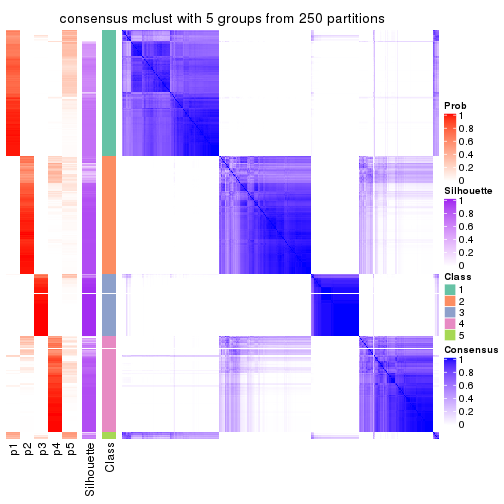 consensus mclust with 5 groups from 250 partitions
Prob
1
0.8
0.6
0.4
0.2
0
Silhouette
1
0.8
0.6
0.4
0.2
0
Class
1
2
3
4
5
Consensus
1
0.8
0.6
0.4
0.2
0
p1
p2
p3
p4
p5
Silhouette
Class